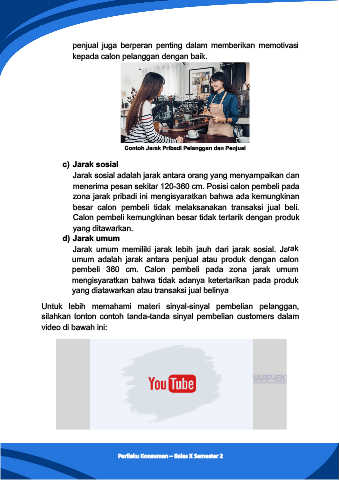 penjual juga berperan penting dalam memberikan memotivasi
kepada calon pelanggan dengan baik.
Contoh Jarak Pribadi Pelanggan dan Penjual
c) Jarak sosial
Jarak sosial adalah jarak antara orang yang menyampaikan dan
menerima pesan sekitar 120-360 cm. Posisi calon pembeli pada
zona jarak pribadi ini mengisyaratkan bahwa ada kemungkinan
besar calon pembeli tidak melaksanakan transaksi jual beli.
Calon pembeli kemungkinan besar tidak tertarik dengan produk
yang ditawarkan.
d) Jarak umum
Jarak umum memiliki jarak lebih jauh dari jarak sosial. Jarak
umum adalah jarak antara penjual atau produk dengan calon
pembeli 360 cm. Calon pembeli pada zona jarak umum
mengisyaratkan bahwa tidak adanya ketertarikan pada produk
yang diatawarkan atau transaksi jual belinya
Untuk lebih memahami materi sinyal-sinyal pembelian pelanggan,
silahkan tonton contoh tanda-tanda sinyal pembelian customers dalam
video di bawah ini:
YouTube
Perilaku Konsumen – Kelas X Semester 2